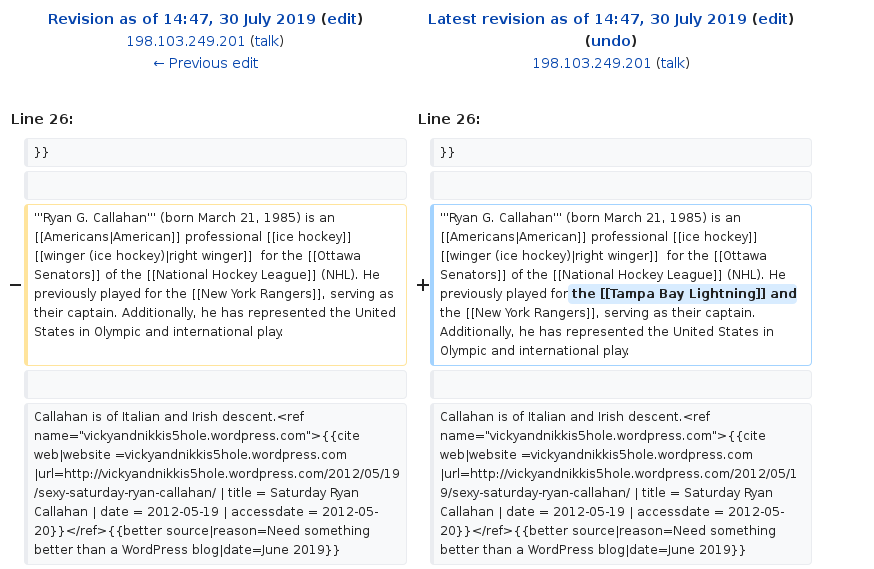 Revision as of 14:47, 30 July 2019 (edit)
198.103.249.201 (talk)
← Previous edit
Latest revision as of 14:47, 30 July 2019 (edit)
(undo)
198.103.249.201 (talk)
Line 26:
Line 26:
}}
}}
−
'''Ryan G. Callahan''' (born March 21, 1985) is an
[[Americans|American]] professional [[ice hockey]]
[[winger (ice hockey)|right winger]]  for the [[Ottawa
Senators]] of the [[National Hockey League]] (NHL). He
previously played for the [[New York Rangers]], serving as
their captain. Additionally, he has represented the United
States in Olympic and international play.
+
'''Ryan G. Callahan''' (born March 21, 1985) is an
[[Americans|American]] professional [[ice hockey]]
[[winger (ice hockey)|right winger]]  for the [[Ottawa
Senators]] of the [[National Hockey League]] (NHL). He
previously played for the [[Tampa Bay Lightning]] and
the [[New York Rangers]], serving as their captain.
Additionally, he has represented the United States in
Olympic and international play.
Callahan is of Italian and Irish descent.<ref
name="vickyandnikkis5hole.wordpress.com">{{cite
web|website =vickyandnikkis5hole.wordpress.com
|url=http://vickyandnikkis5hole.wordpress.com/2012/05/19
/sexy-saturday-ryan-callahan/ | title = Saturday Ryan
Callahan | date = 2012-05-19 | accessdate = 2012-05-
20}}</ref>{{better source|reason=Need something
better than a WordPress blog|date=June 2019}}
Callahan is of Italian and Irish descent.<ref
name="vickyandnikkis5hole.wordpress.com">{{cite
web|website =vickyandnikkis5hole.wordpress.com
|url=http://vickyandnikkis5hole.wordpress.com/2012/05/1
9/sexy-saturday-ryan-callahan/ | title = Saturday Ryan
Callahan | date = 2012-05-19 | accessdate = 2012-05-
20}}</ref>{{better source|reason=Need something
better than a WordPress blog|date=June 2019}}